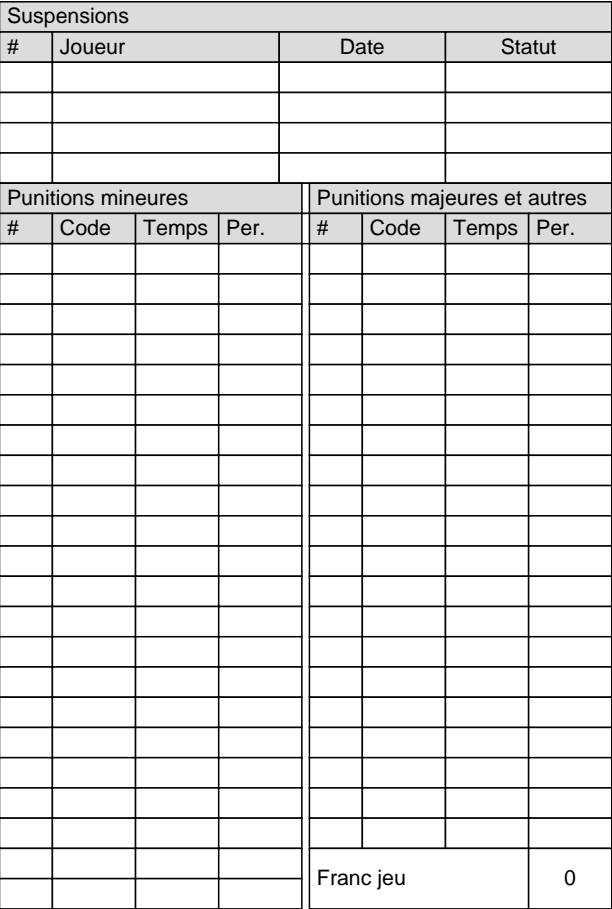 Suspensions
# Joueur Date Statut
Punitions mineures Punitions majeures et autres
# Code Temps Per. # Code Temps Per.
Franc jeu 0